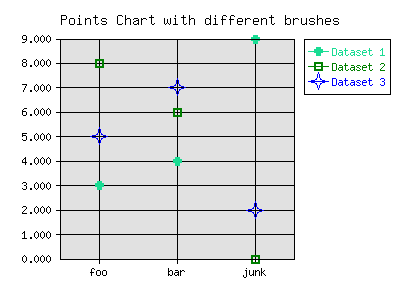 Points Chart with different brushes
9.000
8.000
7.000
6.000
5.000
4.000
3.000
2.000
1.000
0.000
foo bar junk
Dataset 1
Dataset 2
Dataset 3